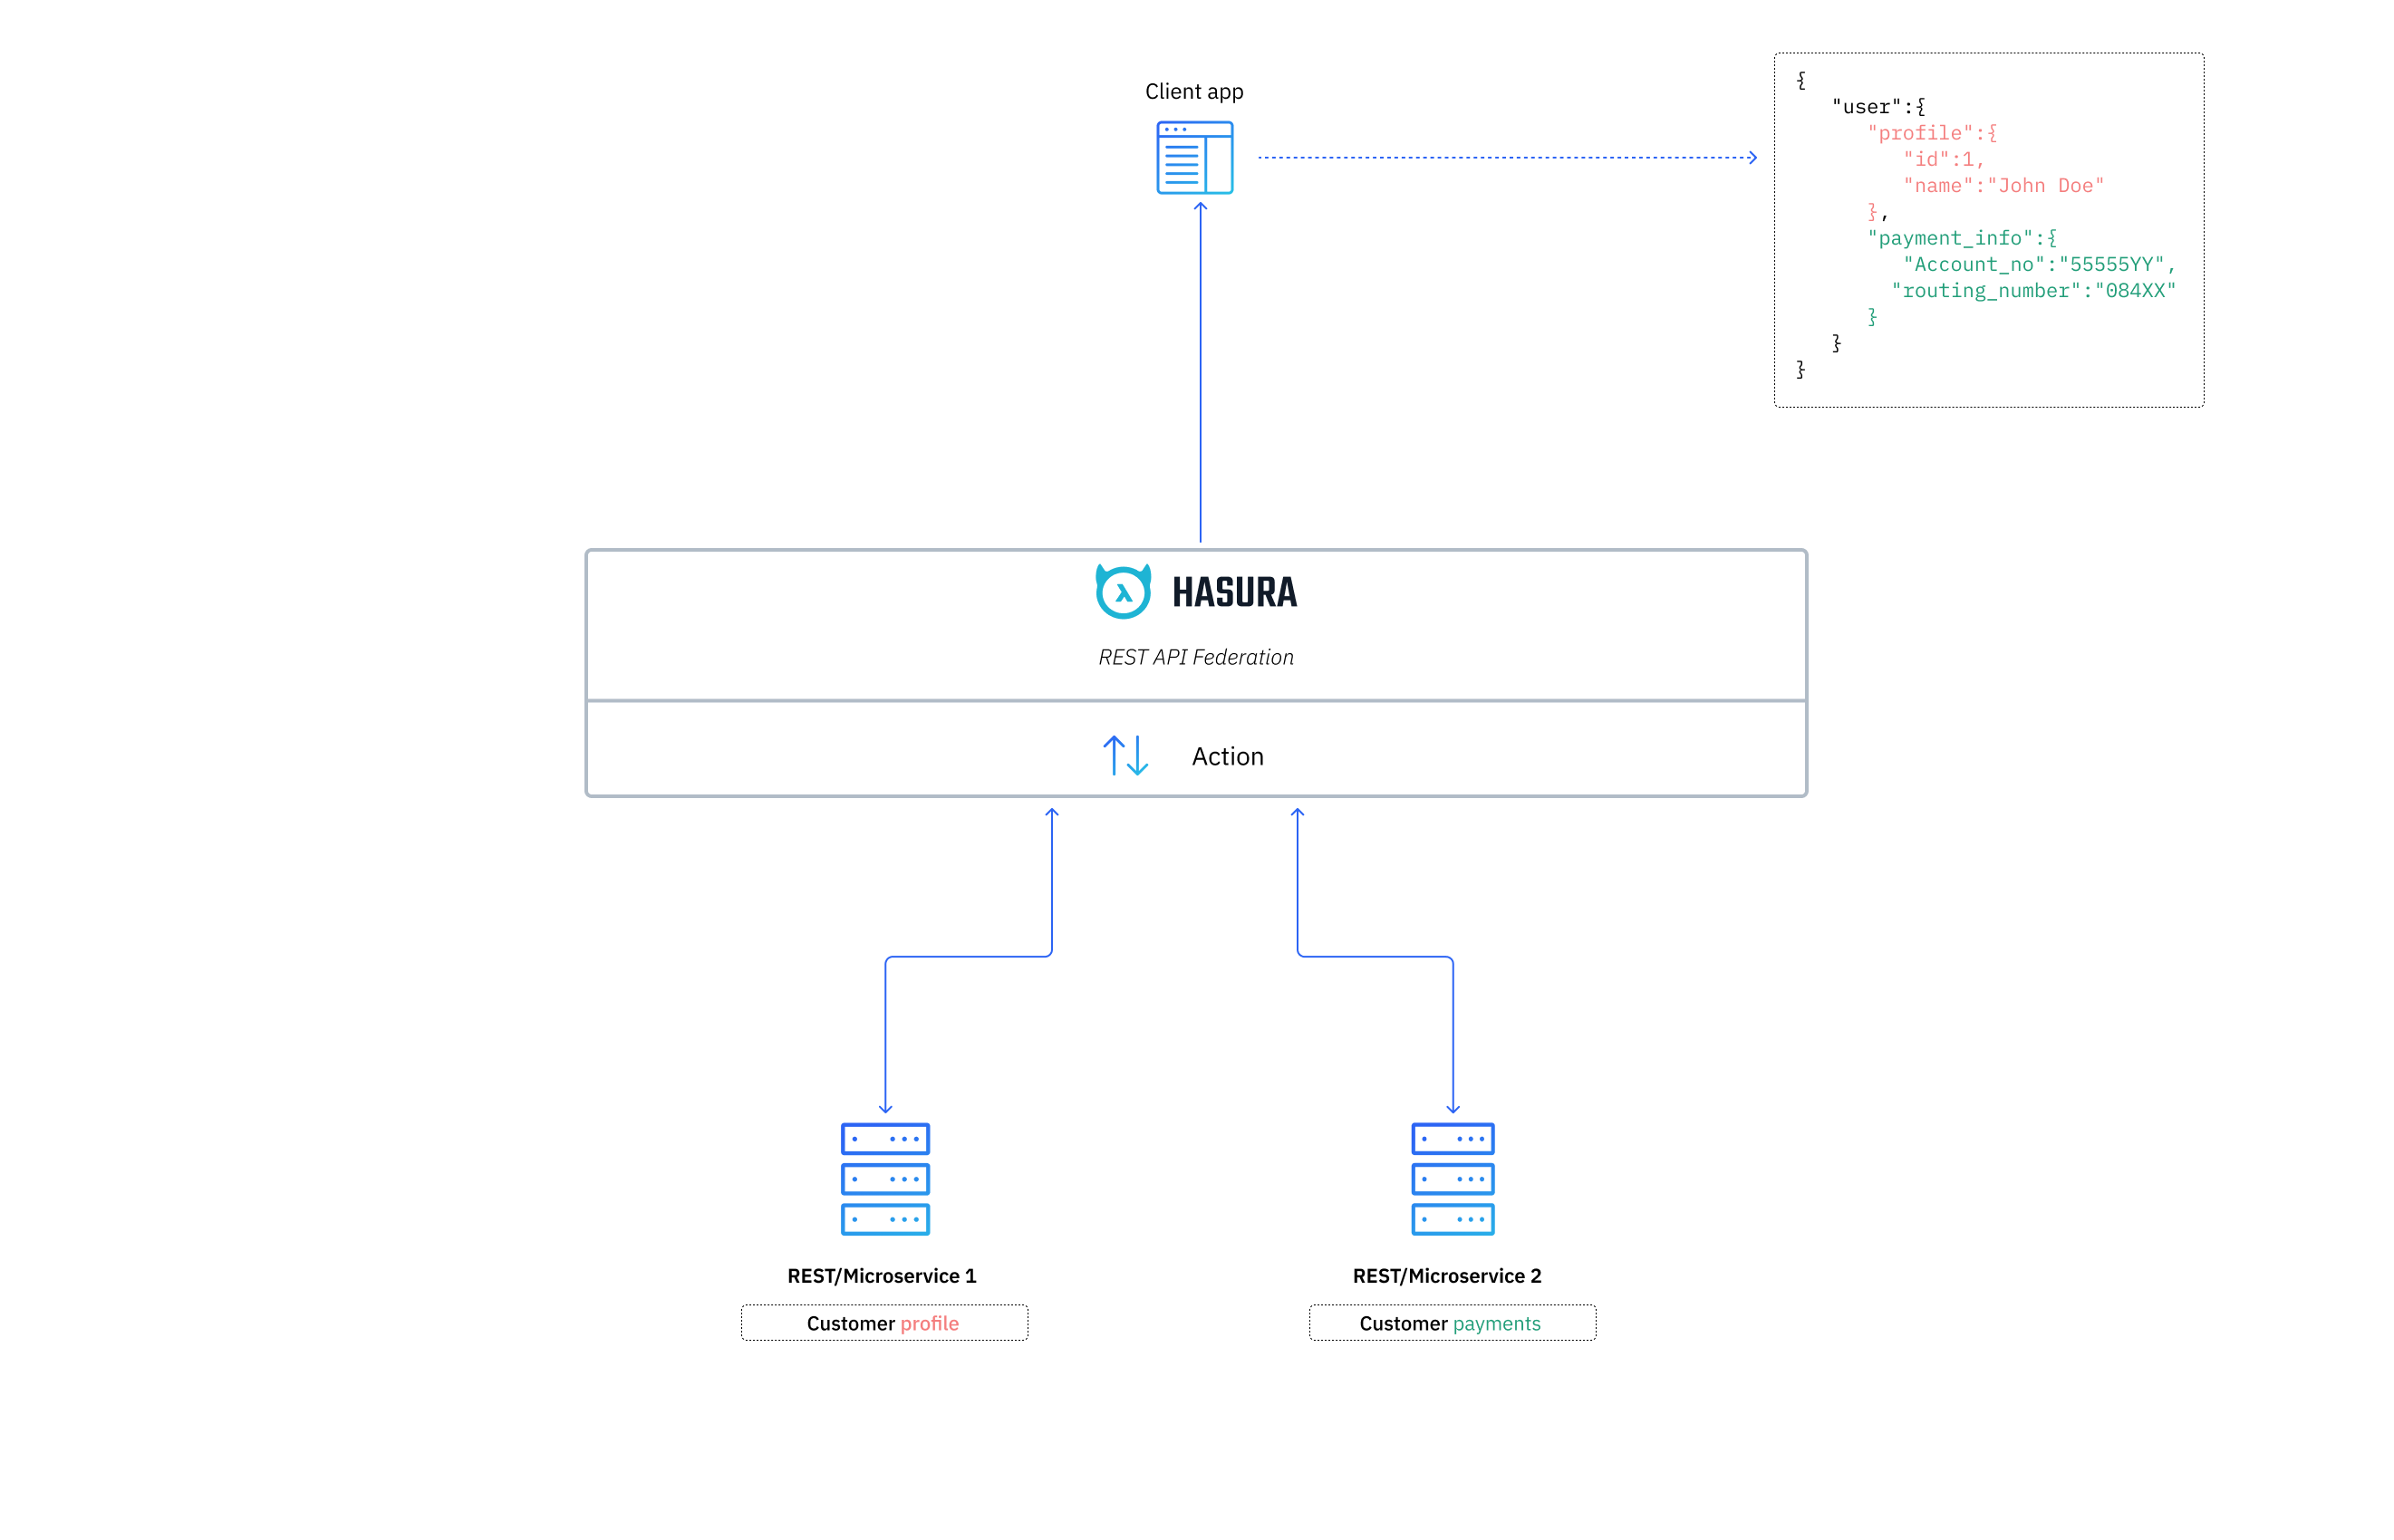 Client app
{
"user":{
"profile":{
"id":1,
"name":"John Doe"
},
"payment_info":{
"Account_no":"55555YY",
"routing_number":"084XX"
}
}
}
HASURA
REST API Federation
Action
REST/Microservice 1
Customer profile
REST/Microservice 2
Customer payments